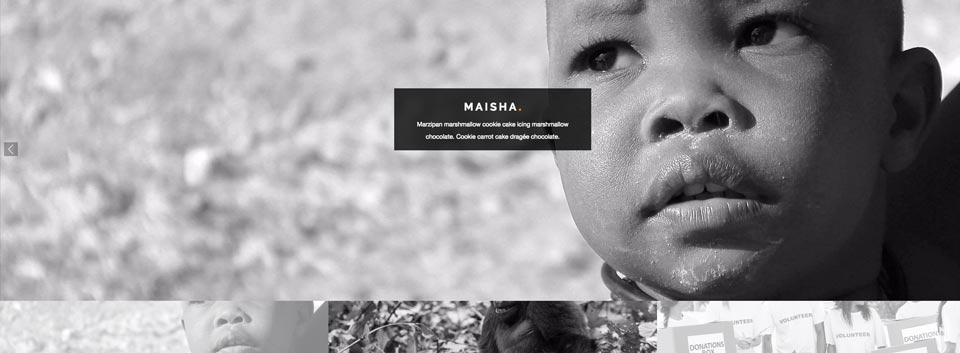 MAISHA.
Marzipan marshmallow cookie cake icing marshmallow
chocolate. Cookie carrot cake dragée chocolate.
VOLUNTEER
VOLUNTEER
DONATIONS
BOX
DONATIONS